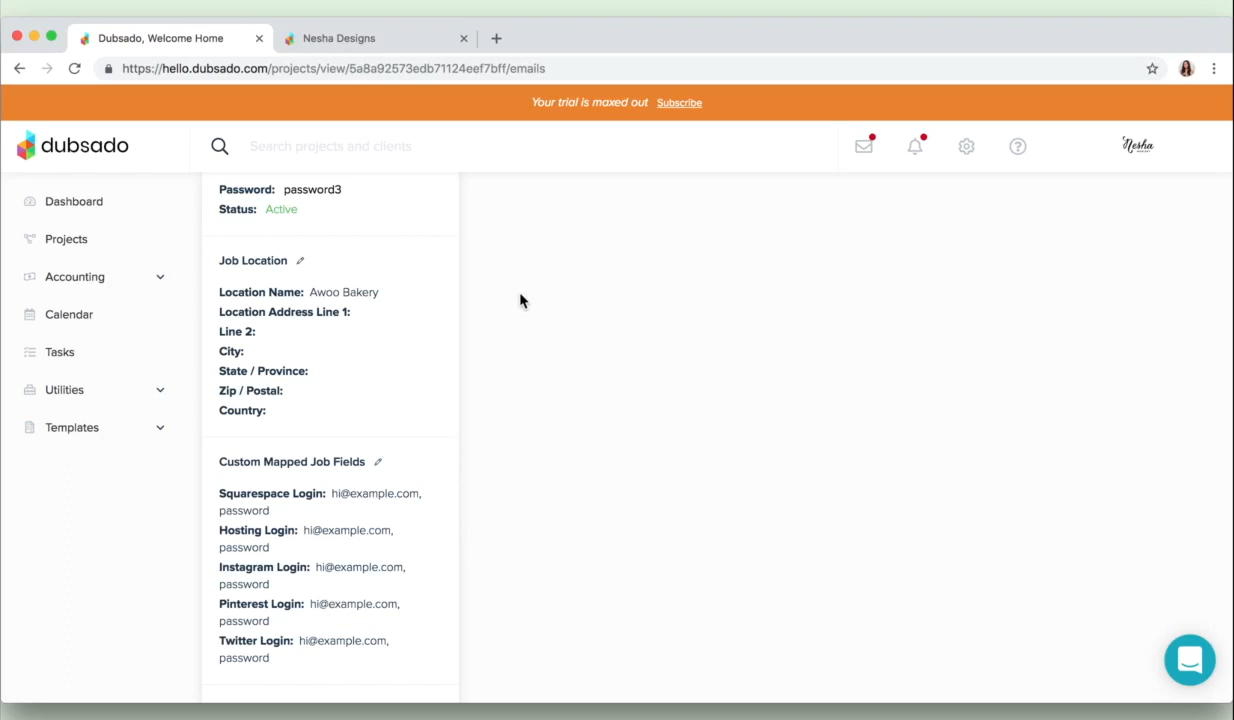 Dubsado, Welcome Home
Nesha Designs
https://hello.dubsado.com/projects/view/5a8a92573edb71124eef7bff/emails
Your trial is maxed out Subscribe
dubsado
Search projects and clients
Nesha
Dashboard
Projects
Accounting
Calendar
Tasks
Utilities
Templates
Password: password3
Status: Active
Job Location
Location Name: Awoo Bakery
Location Address Line 1:
Line 2:
City:
State / Province:
Zip / Postal:
Country:
Custom Mapped Job Fields
Squarespace Login: hi@example.com,
password
Hosting Login: hi@example.com,
password
Instagram Login: hi@example.com,
password
Pinterest Login: hi@example.com,
password
Twitter Login: hi@example.com,
password